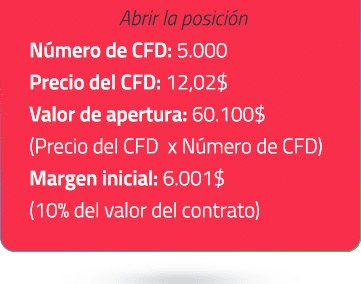 Abrir la posición
Número de CFD: 5.000
Precio del CFD: 12,02$
Valor de apertura: 60.100$
(Precio del CFD x Número de CFD)
Margen inicial: 6.001$
(10% del valor del contrato)